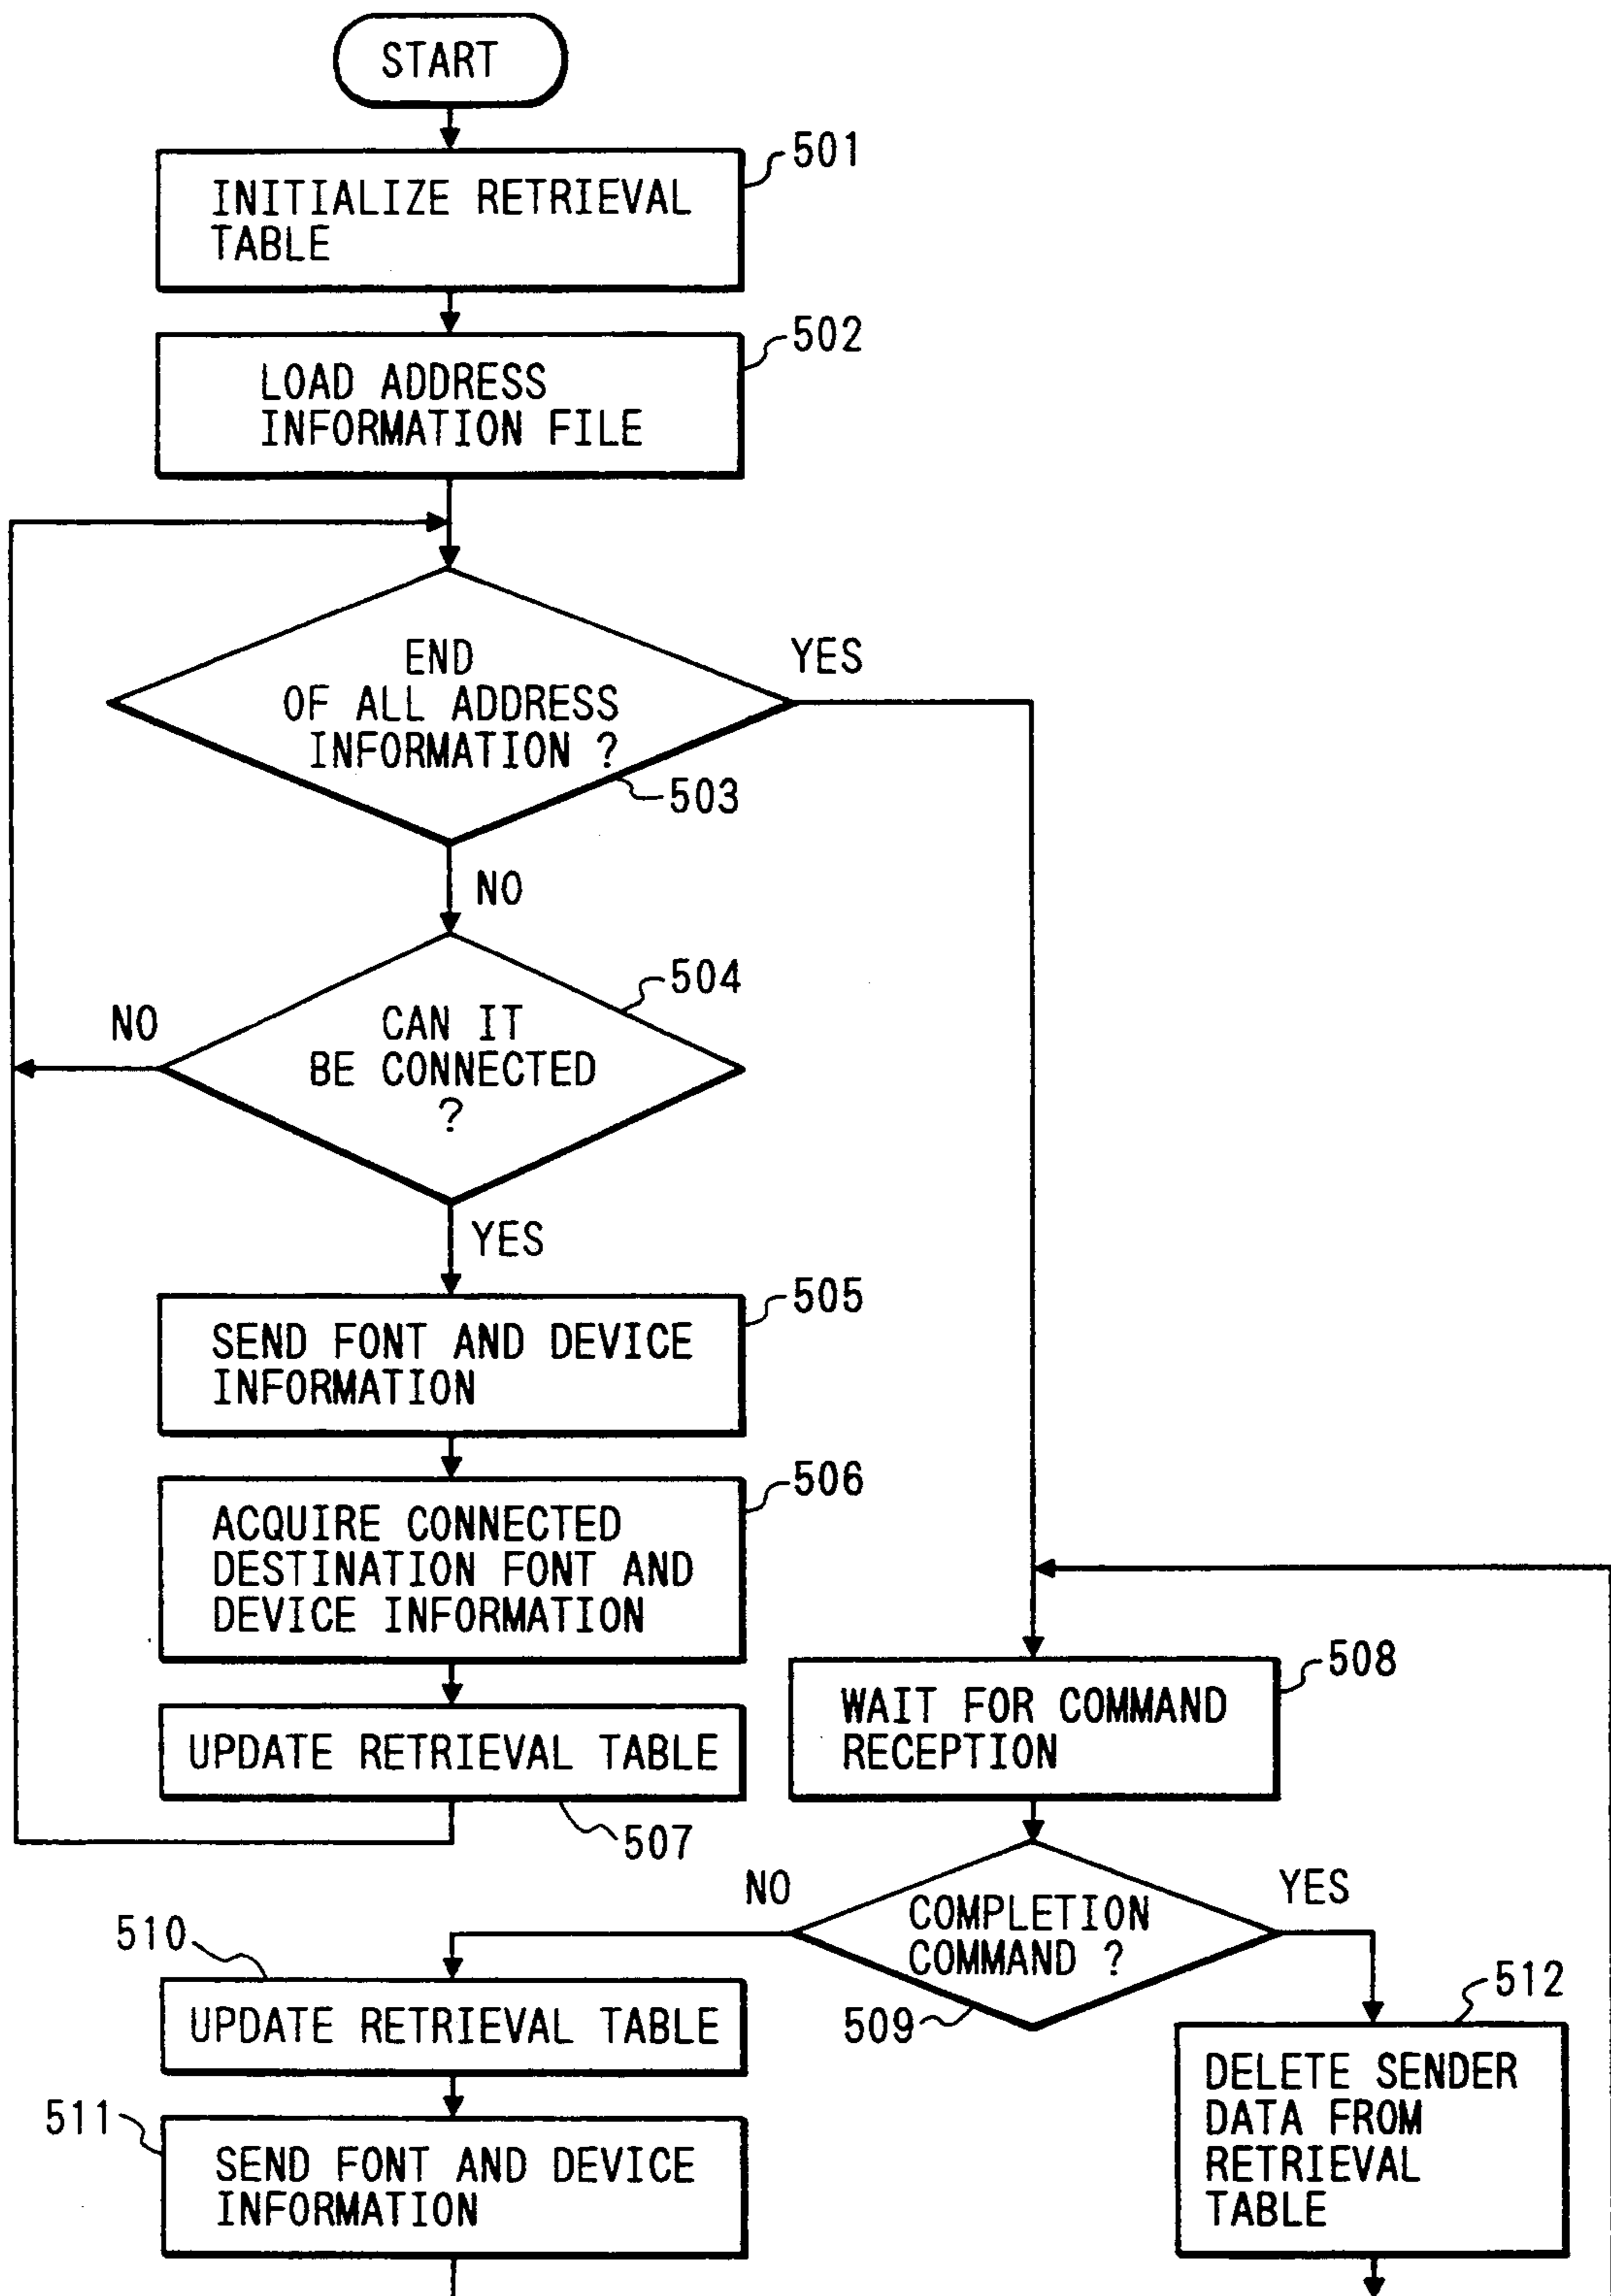 START
501
INITIALIZE RETRIEVAL
TABLE
502
LOAD ADDRESS
INFORMATION FILE
END
OF ALL ADDRESS
INFORMATION ?
YES
503
NO
504
CAN IT
BE CONNECTED
?
NO
YES
505
SEND FONT AND DEVICE
INFORMATION
506
ACQUIRE CONNECTED
DESTINATION FONT AND
DEVICE INFORMATION
UPDATE RETRIEVAL TABLE
507
508
WAIT FOR COMMAND
RECEPTION
NO
YES
COMPLETION
COMMAND ?
509
510
UPDATE RETRIEVAL TABLE
511
SEND FONT AND DEVICE
INFORMATION
512
DELETE SENDER
DATA FROM
RETRIEVAL
TABLE